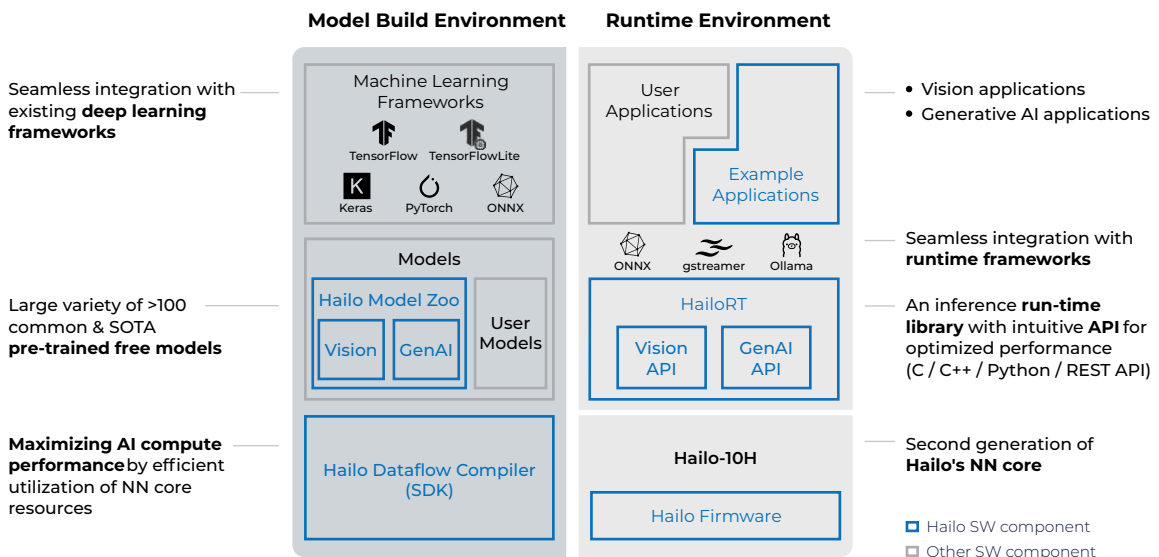 Model Build Environment
Runtime Environment
Seamless integration with
existing deep learning
frameworks
Machine Learning
Frameworks
TensorFlow
TensorFlowLite
K
Keras
PyTorch
ONNX
User
Applications
Example
Applications
• Vision applications
• Generative AI applications
ONNX
gstreamer
Ollama
Seamless integration with
runtime frameworks
Large variety of >100
common & SOTA
pre-trained free models
Models
Hailo Model Zoo
Vision
GenAI
User
Models
HailoRT
Vision
API
GenAI
API
An inference run-time
library with intuitive API for
optimized performance
(C / C++ / Python / REST API)
Maximizing AI compute
performance by efficient
utilization of NN core
resources
Hailo Dataflow Compiler
(SDK)
Hailo-10H
Hailo Firmware
Second generation of
Hailo's NN core
Hailo SW component
Other SW component